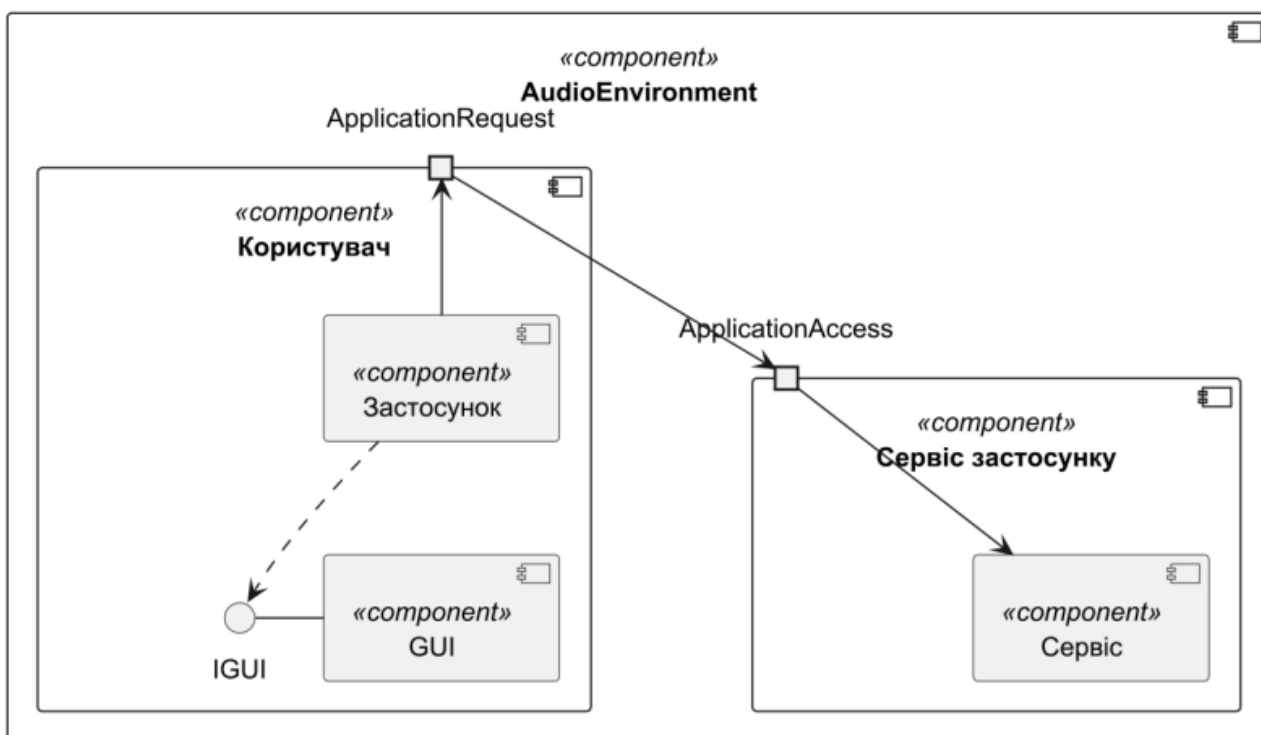 «component»
AudioEnvironment
ApplicationRequest
«component»
Користувач
«component»
Застосунок
IGUI
«component»
GUI
ApplicationAccess
«component»
Сервіс застосунку
«component»
Сервіс